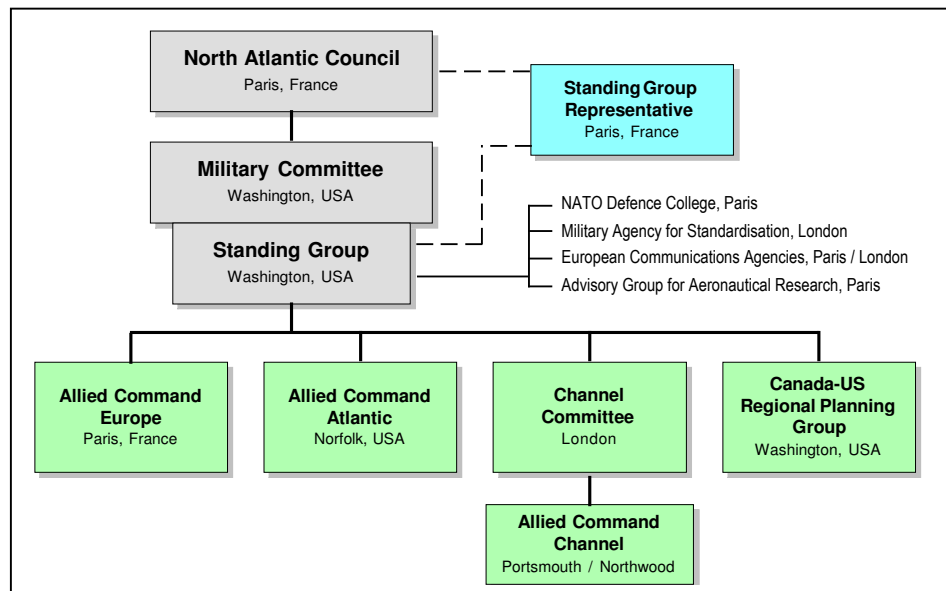 North Atlantic Council
Paris, France
Standing Group
Representative
Paris, France
Military Committee
Washington, USA
Standing Group
Washington, USA
NATO Defence College, Paris
Military Agency for Standardisation, London
European Communications Agencies, Paris / London
Advisory Group for Aeronautical Research, Paris
Allied Command
Europe
Paris, France
Allied Command
Atlantic
Norfolk, USA
Channel
Committee
London
Canada-US
Regional Planning
Group
Washington, USA
Allied Command
Channel
Portsmouth / Northwood